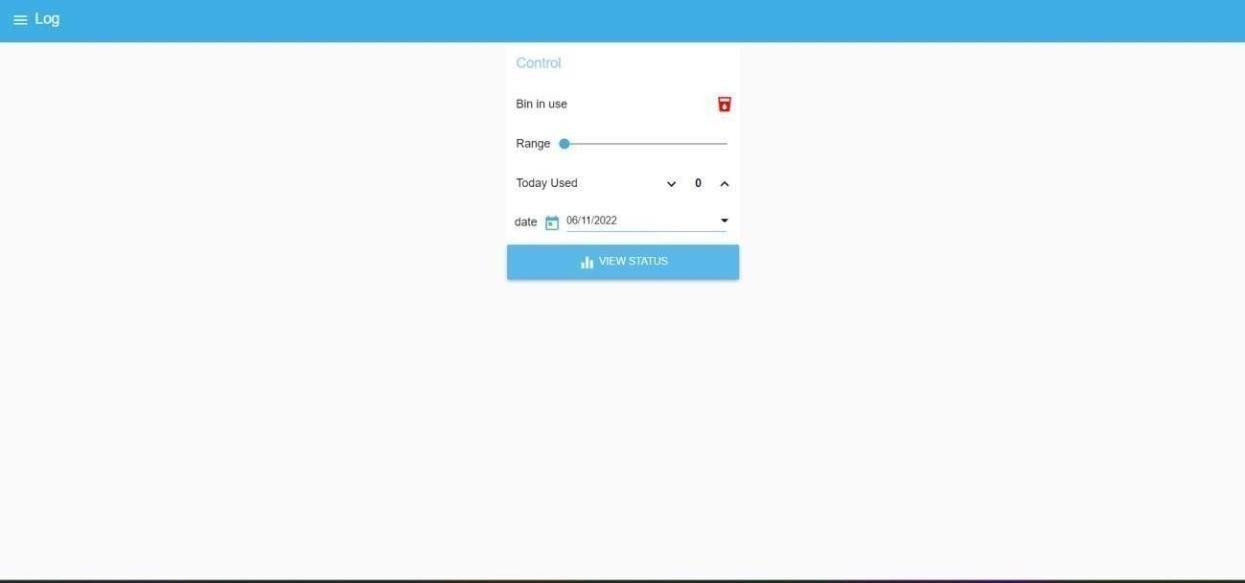 Log
Control
Bin in use
Range
Today Used 0
date 06/11/2022
VIEW STATUS